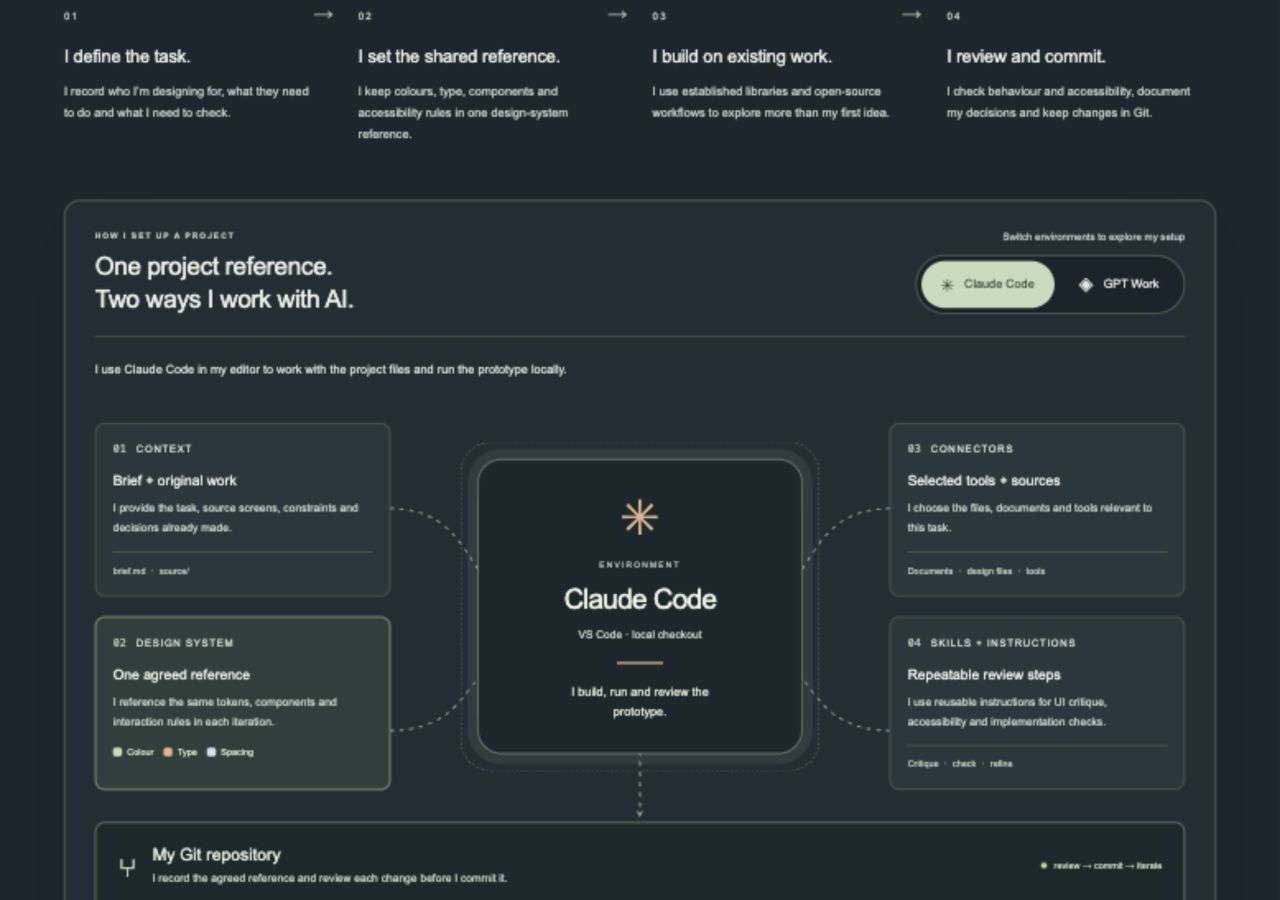 01 → 02 → 03 → 04
I define the task.
I record who I'm designing for, what they need
to do and what I need to check.
I set the shared reference.
I keep colours, type, components and
accessibility rules in one design-system
reference.
I build on existing work.
I use established libraries and open-source
workflows to explore more than my first idea.
I review and commit.
I check behaviour and accessibility, document
my decisions and keep changes in Git.
HOW I SET UP A PROJECT
One project reference.
Two ways I work with AI.
Switch environments to explore my setup
Claude Code
GPT Work
I use Claude Code in my editor to work with the project files and run the prototype locally.
01 CONTEXT
Brief + original work
I provide the task, source screens, constraints and
decisions already made.
brief.md · source/
02 DESIGN SYSTEM
One agreed reference
I reference the same tokens, components and
interaction rules in each iteration.
Colour Type Spacing
ENVIRONMENT
Claude Code
VS Code · local checkout
I build, run and review the
prototype.
03 CONNECTORS
Selected tools + sources
I choose the files, documents and tools relevant to
this task.
Documents · design files · tools
04 SKILLS + INSTRUCTIONS
Repeatable review steps
I use reusable instructions for UI critique,
accessibility and implementation checks.
Critique · check · refine
My Git repository
I record the agreed reference and review each change before I commit it.
review → commit → iterate